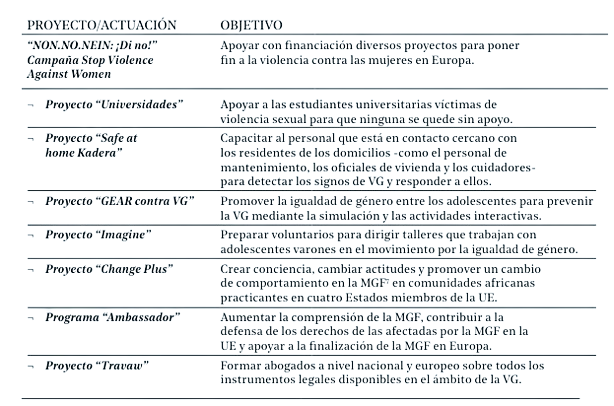 PROYECTO/ACTUACIÓN OBJETIVO
“NON.NO.NEIN: ¡Di no!” Apoyar con financiación diversos proyectos para poner
Campaña Stop Violence fin a la violencia contra las mujeres en Europa.
Against Women
¬ Proyecto “Universidades” Apoyar a las estudiantes universitarias víctimas de
violencia sexual para que ninguna se quede sin apoyo.
¬ Proyecto “Safe at Capacitar al personal que está en contacto cercano con
home Kadera” los residentes de los domicilios -como el personal de
mantenimiento, los oficiales de vivienda y los cuidadores-
para detectar los signos de VG y responder a ellos.
¬ Proyecto “GEAR contra VG” Promover la igualdad de género entre los adolescentes para prevenir
la VG mediante la simulación y las actividades interactivas.
¬ Proyecto “Imagine” Preparar voluntarios para dirigir talleres que trabajan con
adolescentes varones en el movimiento por la igualdad de género.
¬ Proyecto “Change Plus” Crear conciencia, cambiar actitudes y promover un cambio
de comportamiento en la MGF⁷ en comunidades africanas
practicantes en cuatro Estados miembros de la UE.
¬ Programa “Ambassador” Aumentar la comprensión de la MGF, contribuir a la
defensa de los derechos de las afectadas por la MGF en la
UE y apoyar a la finalización de la MGF en Europa.
¬ Proyecto “Travaw” Formar abogados a nivel nacional y europeo sobre todos los
instrumentos legales disponibles en el ámbito de la VG.